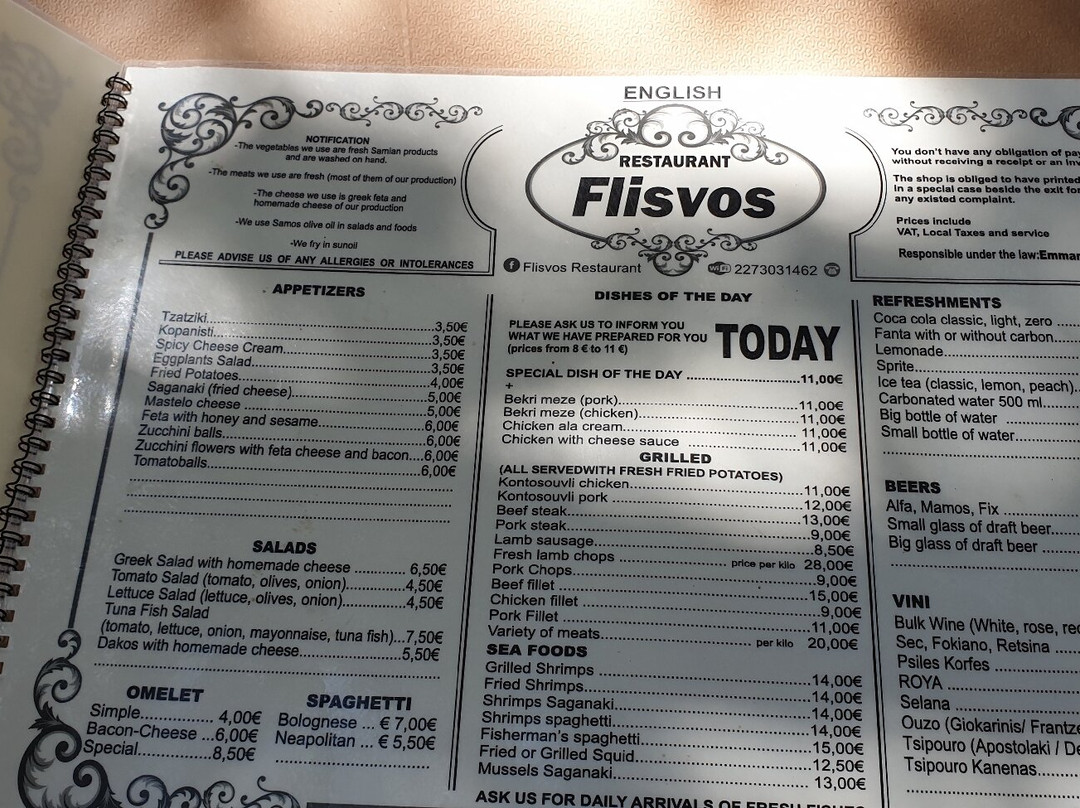 ENGLISH
RESTAURANT
Flisvos
Flisvos Restaurant WiFi 2273031462
NOTIFICATION
-The vegetables we use are fresh Samian products
and are washed on hand.
-The meats we use are fresh (most of them of our production)
-The cheese we use is greek feta and
homemade cheese of our production
-We use Samos olive oil in salads and foods
-We fry in sunoil
PLEASE ADVISE US OF ANY ALLERGIES OR INTOLERANCES
APPETIZERS
Tzatziki...3,50€
Kopanisti...3,50€
Spicy Cheese Cream...3,50€
Eggplants Salad...3,50€
Fried Potatoes...4,00€
Saganaki (fried cheese)...5,00€
Mastelo cheese ...5,00€
Feta with honey and sesame...6,00€
Zucchini balls...6,00€
Zucchini flowers with feta cheese and bacon....6,00€
Tomatoballs...6,00€
SALADS
Greek Salad with homemade cheese ... 6,50€
Tomato Salad (tomato, olives, onion)...4,50€
Lettuce Salad (lettuce, olives, onion)...4,50€
Tuna Fish Salad
(tomato, lettuce, onion, mayonnaise, tuna fish)...7,50€
Dakos with homemade cheese...5,50€
OMELET
Simple... 4,00€
Bacon-Cheese ...6,00€
Special...8,50€
SPAGHETTI
Bolognese ... € 7,00€
Neapolitan ... € 5,50€
DISHES OF THE DAY
PLEASE ASK US TO INFORM YOU
WHAT WE HAVE PREPARED FOR YOU
(prices from 8 € to 11 €)
TODAY
SPECIAL DISH OF THE DAY ...11,00€
+
Bekri meze (pork)...11,00€
Bekri meze (chicken)...11,00€
Chicken ala cream... 11,00€
Chicken with cheese sauce ...11,00€
GRILLED
(ALL SERVEDWITH FRESH FRIED POTATOES)
Kontosouvli chicken...11,00€
Kontosouvli pork ...12,00€
Beef steak...13,00€
Pork steak...9,00€
Lamb sausage...8,50€
Fresh lamb chops ... price per kilo 28,00€
Pork Chops...9,00€
Beef fillet ...15,00€
Chicken fillet ...9,00€
Pork Fillet ...11,00€
Variety of meats... per kilo 20,00€
SEA FOODS
Grilled Shrimps ...14,00€
Fried Shrimps...14,00€
Shrimps Saganaki...14,00€
Shrimps spaghetti...14,00€
Fisherman's spaghetti...15,00€
Fried or Grilled Squid...12,50€
Mussels Saganaki...13,00€
ASK US FOR DAILY ARRIVALS OF FRESH FISHES
You don't have any obligation of
without receiving a receipt or an
The shop is obliged to have printed
in a special case beside the exit for
any existed complaint.
Prices include
VAT, Local Taxes and service
Responsible under the law:
REFRESHMENTS
Coca cola classic, light, zero ...
Fanta with or without carbon...
Lemonade...
Sprite...
Ice tea (classic, lemon, peach)...
Carbonated water 500 ml...
Big bottle of water ...
Small bottle of water...
BEERS
Alfa, Mamos, Fix ...
Small glass of draft beer...
Big glass of draft beer ...
VINI
Bulk Wine (White, rose,
Sec, Fokiano, Retsina ...
Psiles Korfes ...
ROYA ...
Selana ...
Ouzo (Giokarinis/
Tsipouro (Apostolaki /
Tsipouro Kanenas...